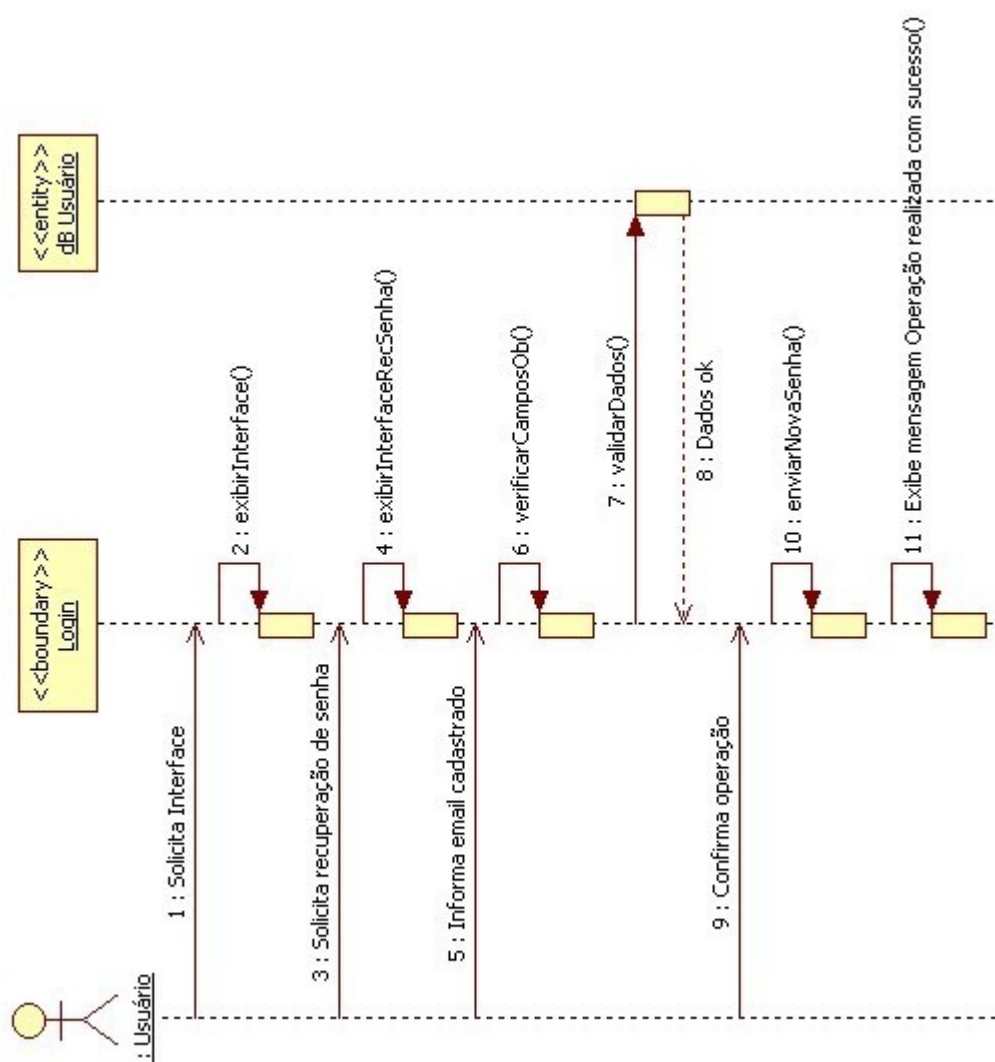 : Usuário
<<boundary>>
Login
<<entity>>
dB Usuário
1 : Solicita Interface
2 : exibirInterface()
3 : Solicita recuperação de senha
4 : exibirInterfaceRecSenha()
5 : Informa email cadastrado
6 : verificarCamposOb()
7 : validarDados()
8 : Dados ok
9 : Confirma operação
10 : enviarNovaSenha()
11 : Exibe mensagem Operação realizada com sucesso()